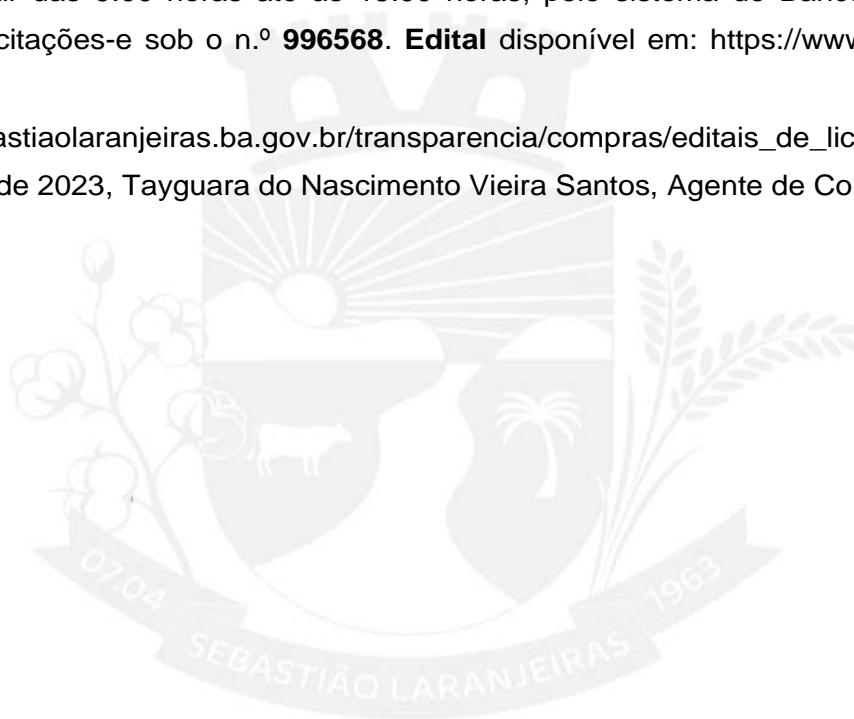 citações-e sob o n.º 996568. Edital disponível em: https://www
astiaolaranjeiras.ba.gov.br/transparencia/compras/editais_de_lic
de 2023, Tayguara do Nascimento Vieira Santos, Agente de Co
07.04
1963
SEBASTIÃO LARANJEIRAS